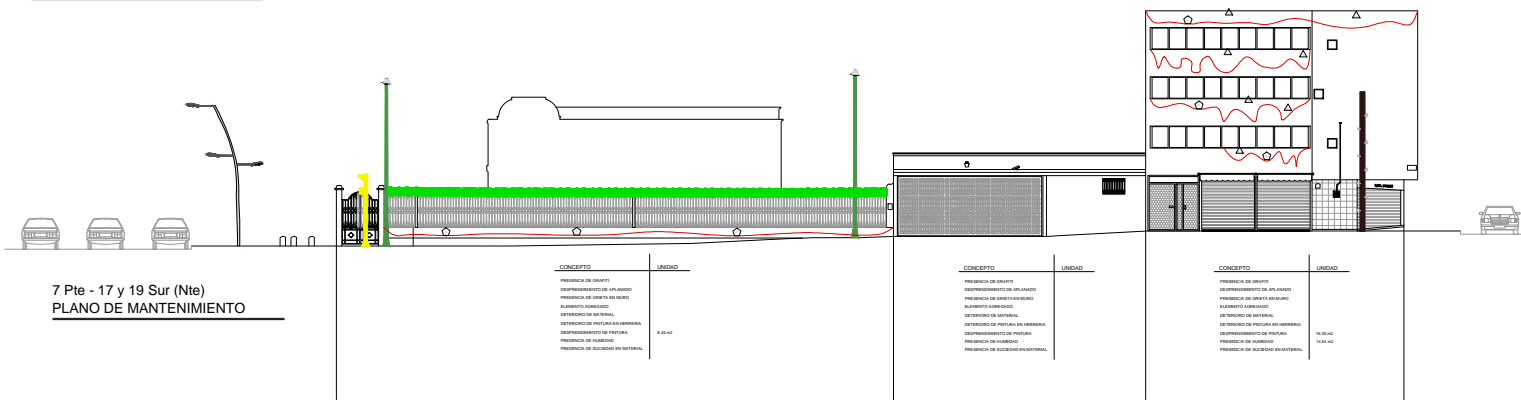 7 Pte - 17 y 19 Sur (Nte)
PLANO DE MANTENIMIENTO
CONCEPTO UNIDAD
PRESENCIA DE GRAFITI
DESPRENDIMIENTO DE APLANADO
PRESENCIA DE GRIETA EN MURO
ELEMENTO AGREGADO
DETERIORO DE MATERIAL
DETERIORO DE PINTURA EN HERRERIA
DESPRENDIMIENTO DE PINTURA
PRESENCIA DE HUMEDAD
PRESENCIA DE SUCIEDAD EN MATERIAL
CONCEPTO UNIDAD
PRESENCIA DE GRAFITI
DESPRENDIMIENTO DE APLANADO
PRESENCIA DE GRIETA EN MURO
ELEMENTO AGREGADO
DETERIORO DE MATERIAL
DETERIORO DE PINTURA EN HERRERIA
DESPRENDIMIENTO DE PINTURA
PRESENCIA DE HUMEDAD
PRESENCIA DE SUCIEDAD EN MATERIAL
CONCEPTO UNIDAD
PRESENCIA DE GRAFITI
DESPRENDIMIENTO DE APLANADO
PRESENCIA DE GRIETA EN MURO
ELEMENTO AGREGADO
DETERIORO DE MATERIAL
DETERIORO DE PINTURA EN HERRERIA
DESPRENDIMIENTO DE PINTURA
PRESENCIA DE HUMEDAD
PRESENCIA DE SUCIEDAD EN MATERIAL